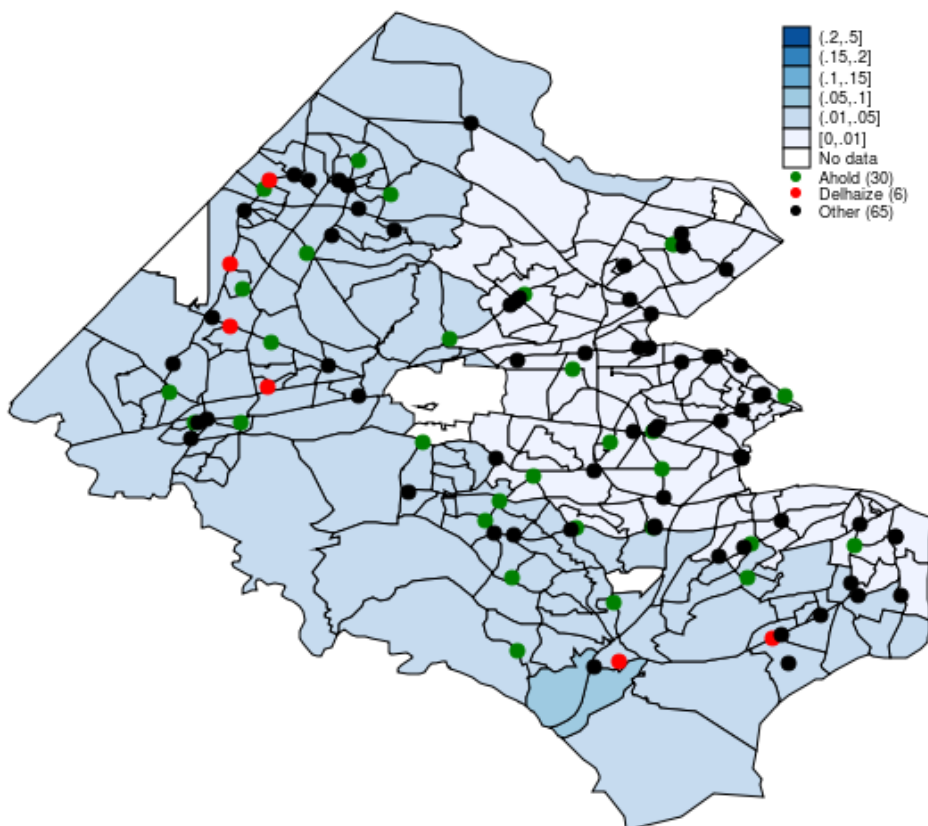 (.2,.5]
(.15,.2]
(.1,.15]
(.05,.1]
(.01,.05]
[0,.01]
No data
Ahold (30)
Delhaize (6)
Other (65)